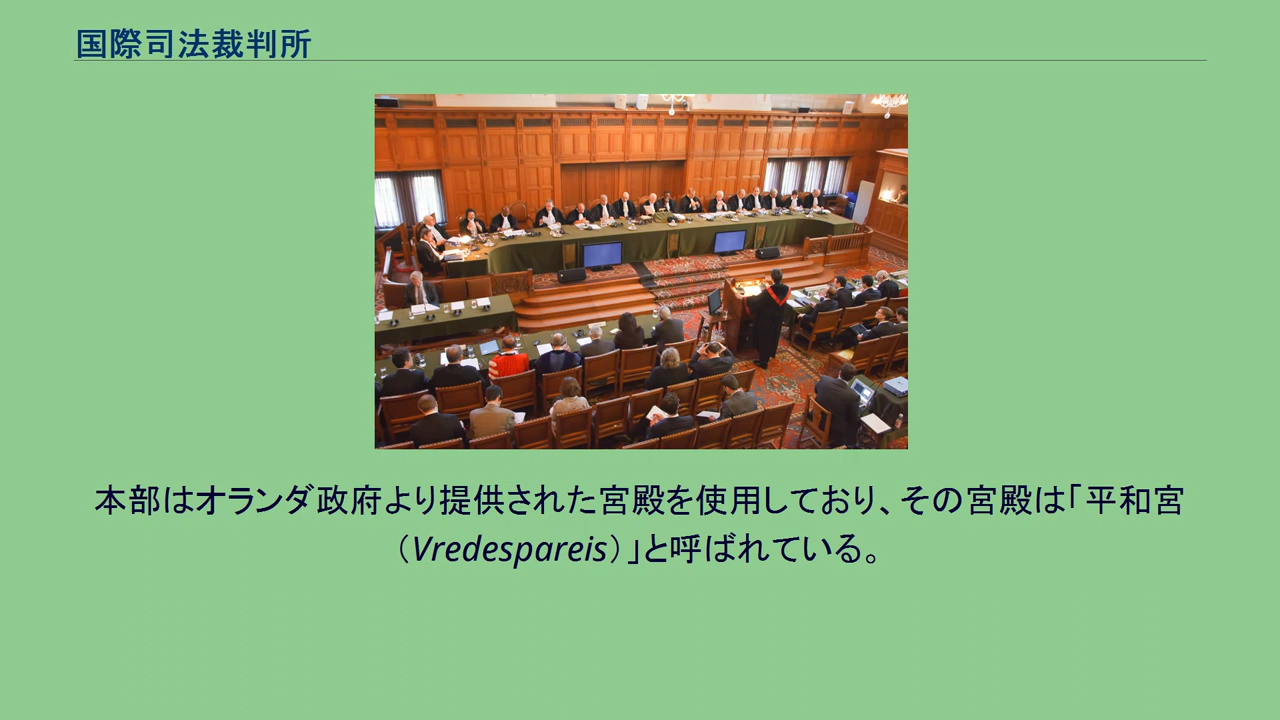 国際司法裁判所
本部はオランダ政府より提供された宮殿を使用しており、その宮殿は「平和宮
（Vredespareis）」と呼ばれている。